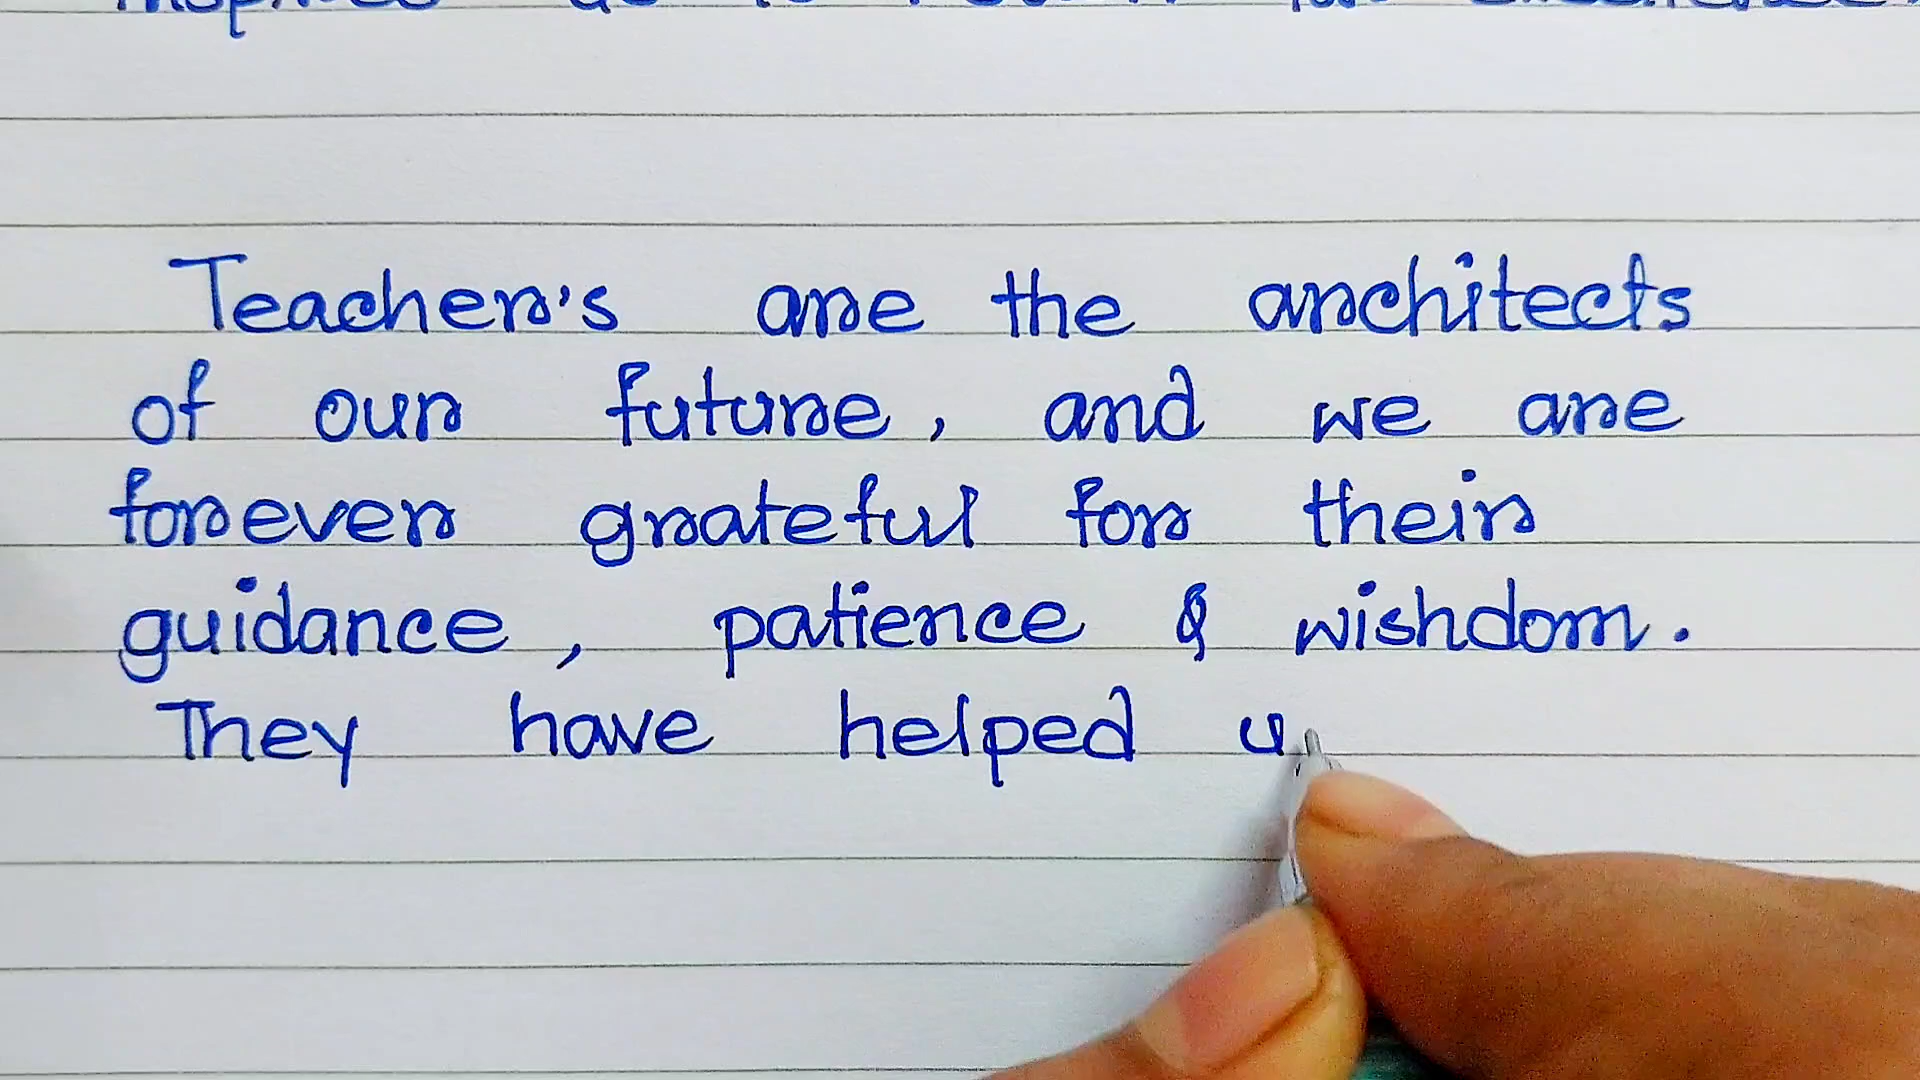 Teacher's are the architects
of our future, and we are
forever grateful for their
guidance, patience & wishdom.
They have helped u